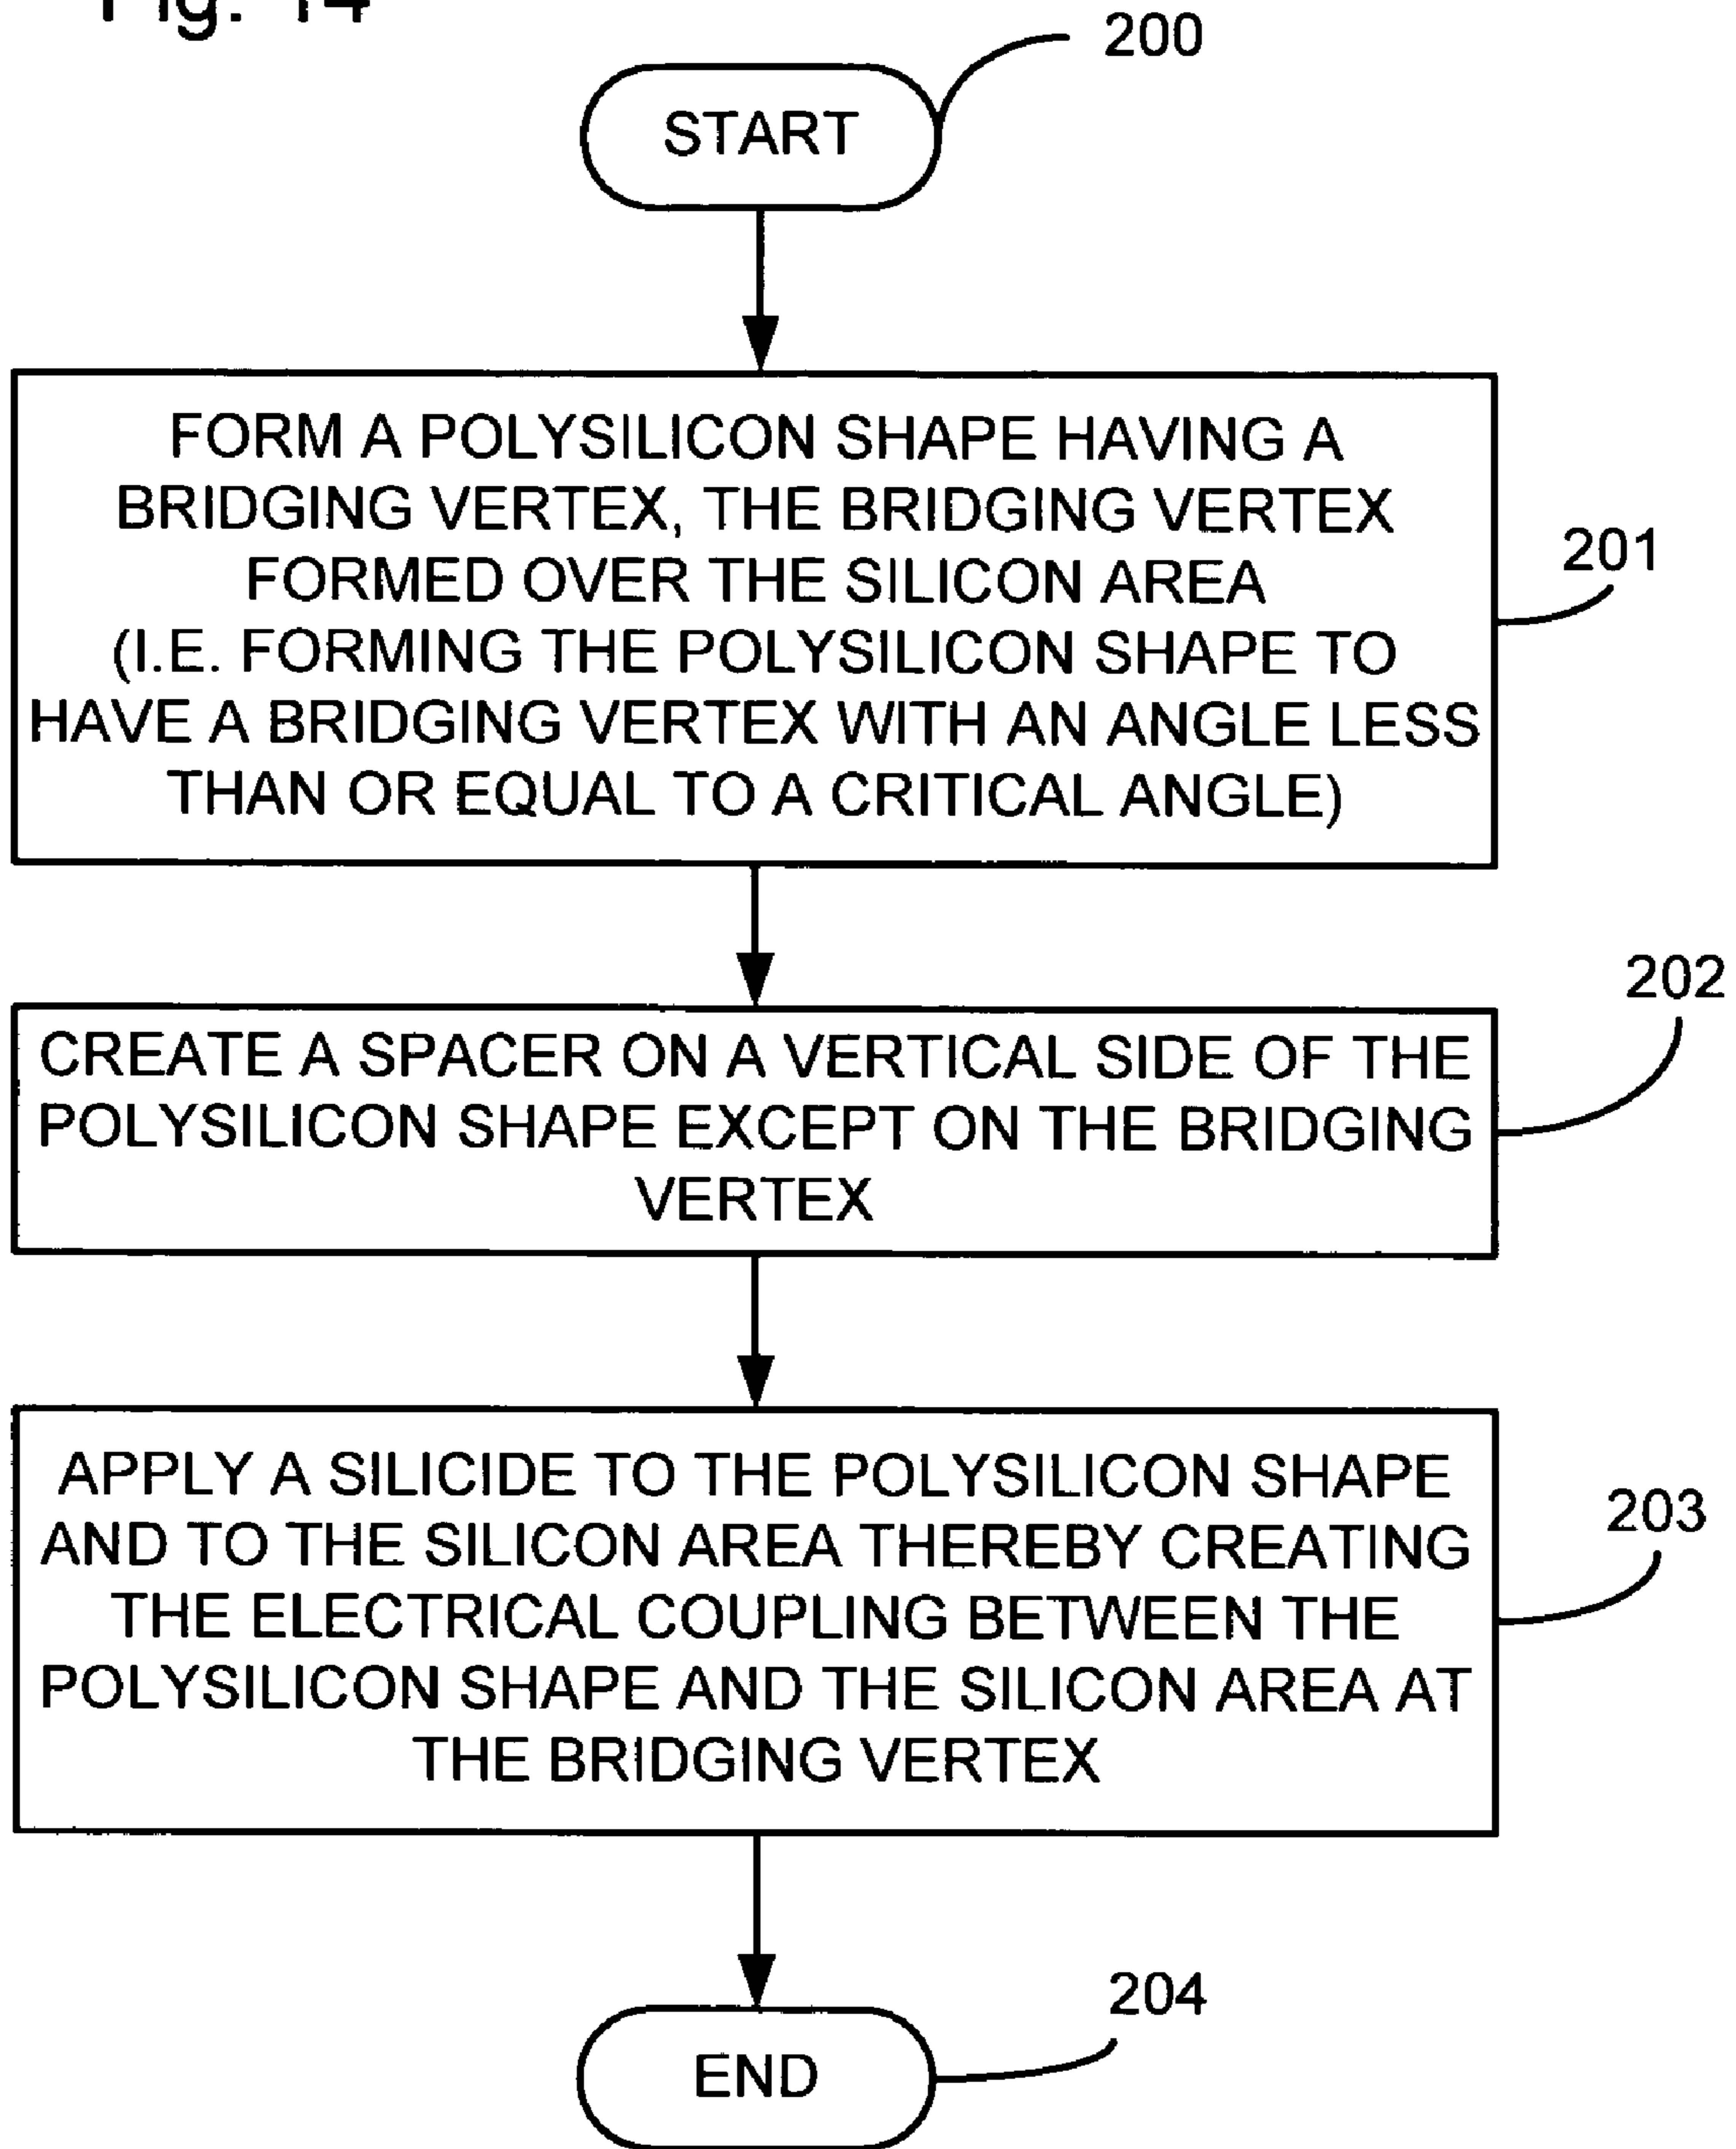 Fig. 14
200
START
FORM A POLYSILICON SHAPE HAVING A
BRIDGING VERTEX, THE BRIDGING VERTEX
FORMED OVER THE SILICON AREA
(I.E. FORMING THE POLYSILICON SHAPE TO
HAVE A BRIDGING VERTEX WITH AN ANGLE LESS
THAN OR EQUAL TO A CRITICAL ANGLE)
201
CREATE A SPACER ON A VERTICAL SIDE OF THE
POLYSILICON SHAPE EXCEPT ON THE BRIDGING
VERTEX
202
APPLY A SILICIDE TO THE POLYSILICON SHAPE
AND TO THE SILICON AREA THEREBY CREATING
THE ELECTRICAL COUPLING BETWEEN THE
POLYSILICON SHAPE AND THE SILICON AREA AT
THE BRIDGING VERTEX
203
204
END